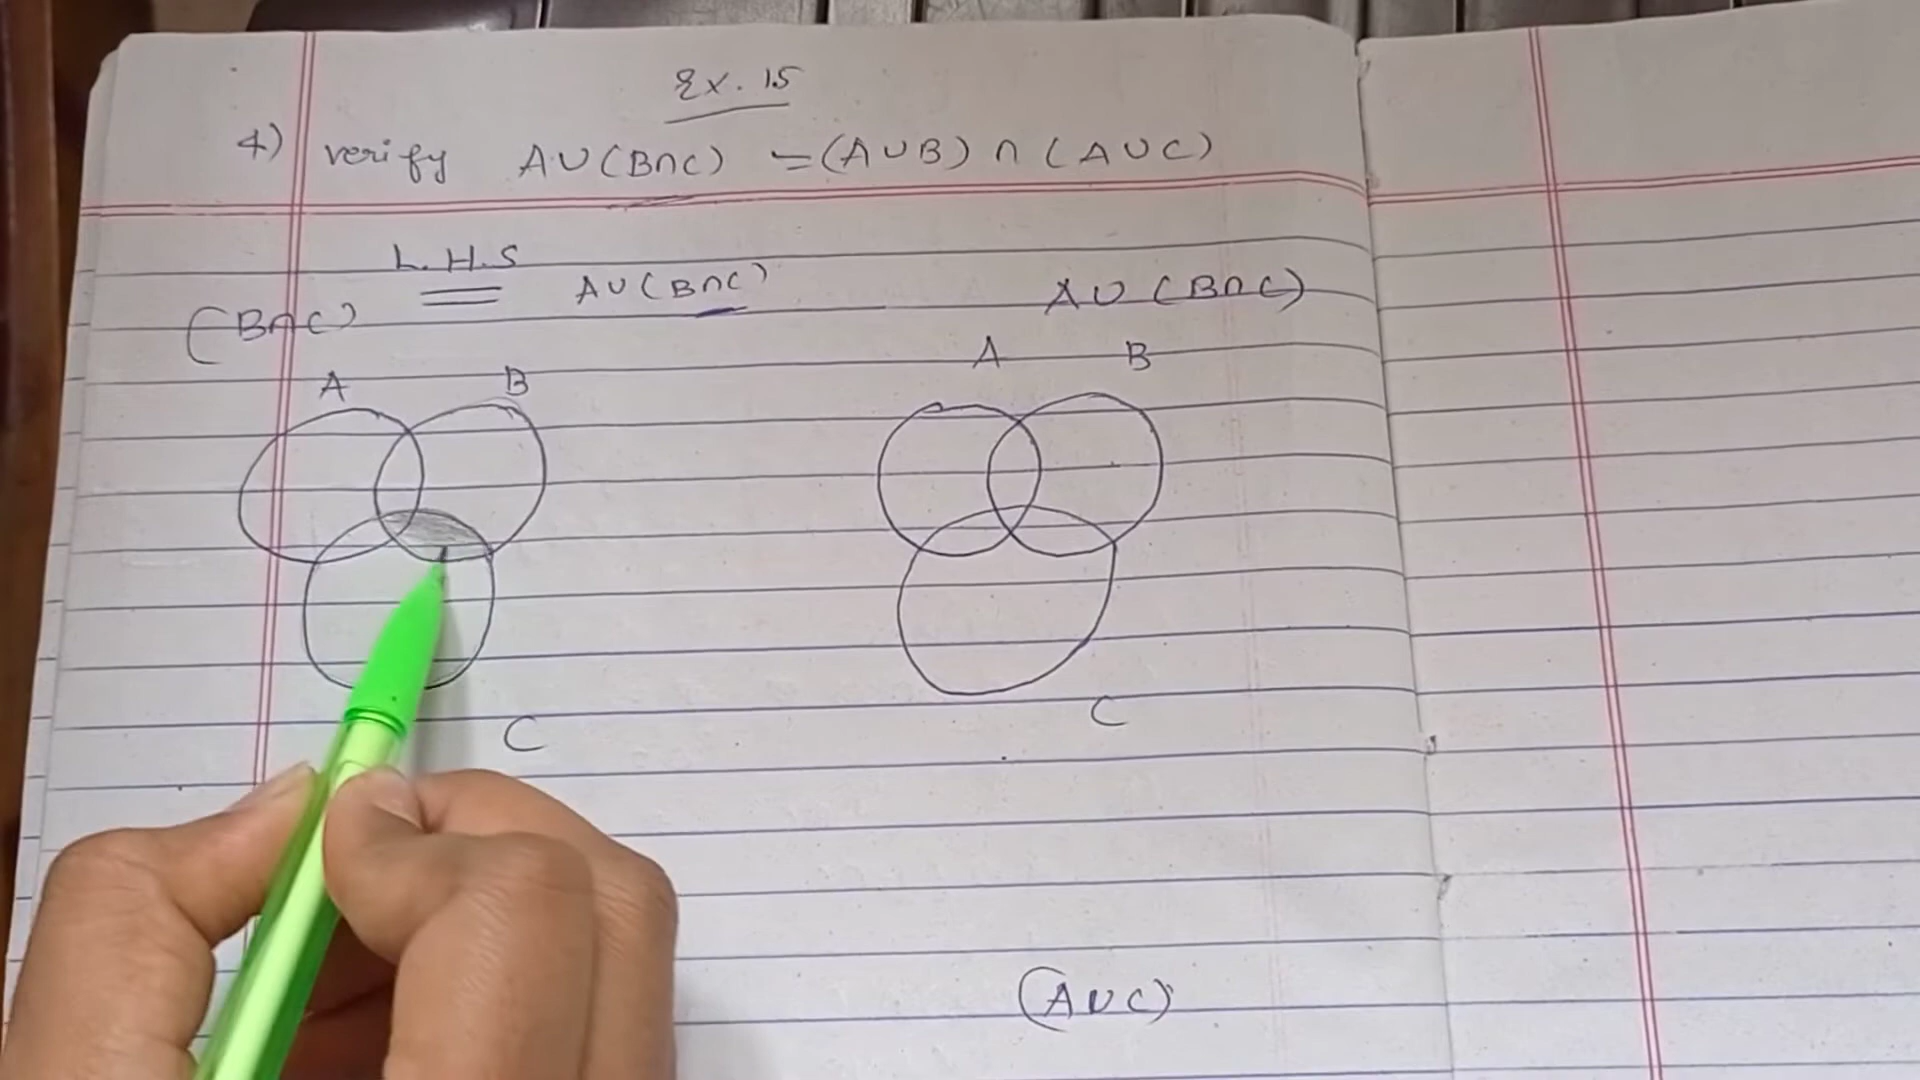 Ex. 15
4) verify A∪(B∩C) = (A∪B) ∩ (A∪C)
L.H.S
A∪(B∩C)
A∪(B∩C)
(B∩C)
A B
A B
C
C
(A∪C)